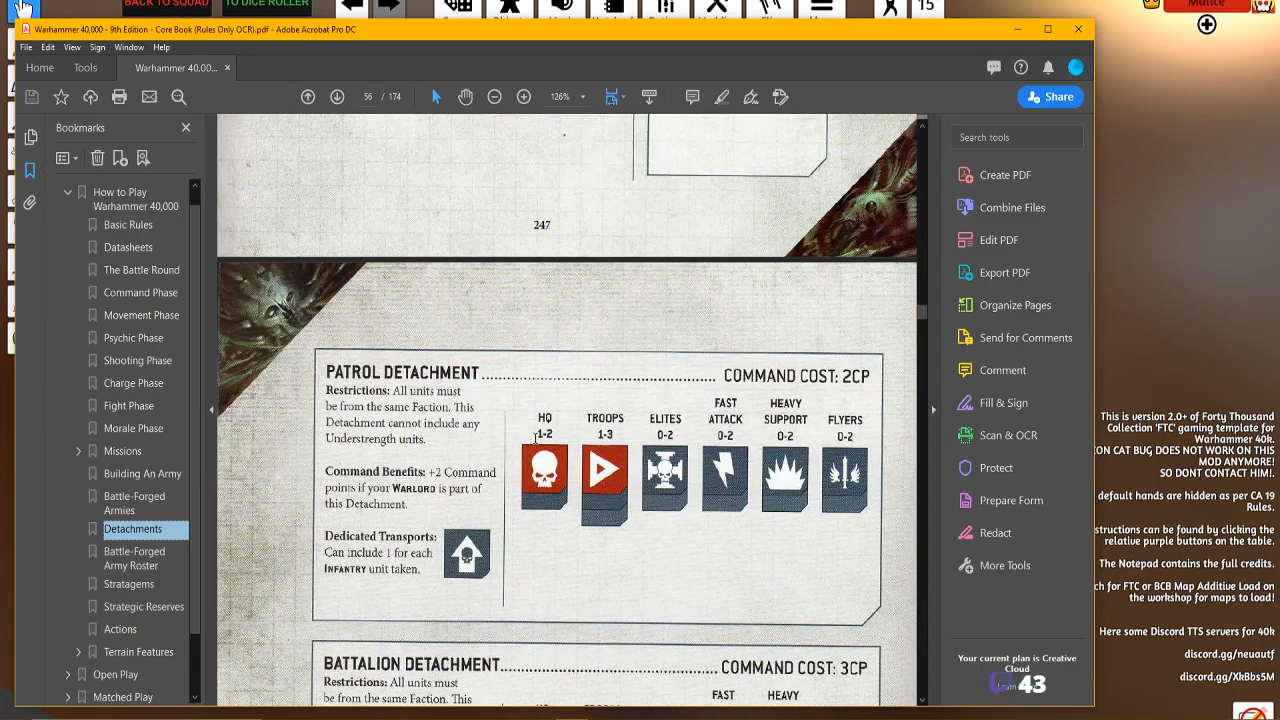 BACK TO SQUAD
TO DICE ROLLER
15
Malice
Warhammer 40,000 - 9th Edition - Core Book (Rules Only OCR).pdf - Adobe Acrobat Pro DC
File Edit View Sign Window Help
Home Tools Warhammer 40,00... ×
56 / 174
126%
Share
Bookmarks
How to Play
Warhammer 40,000
Basic Rules
Datasheets
The Battle Round
Command Phase
Movement Phase
Psychic Phase
Shooting Phase
Charge Phase
Fight Phase
Morale Phase
Missions
Building An Army
Battle-Forged
Armies
Detachments
Battle-Forged
Army Roster
Stratagems
Strategic Reserves
Actions
Terrain Features
Open Play
Matched Play
247
PATROL DETACHMENT COMMAND COST: 2CP
Restrictions: All units must
be from the same Faction. This
Detachment cannot include any
Understrength units.
Command Benefits: +2 Command
points if your WARLORD is part of
this Detachment.
Dedicated Transports:
Can include 1 for each
INFANTRY unit taken.
HQ
1-2
TROOPS
1-3
ELITES
0-2
FAST
ATTACK
0-2
HEAVY
SUPPORT
0-2
FLYERS
0-2
BATTALION DETACHMENT COMMAND COST: 3CP
Restrictions: All units must
be from the same Faction. This
FAST HEAVY
Search tools
Create PDF
Combine Files
Edit PDF
Export PDF
Organize Pages
Send for Comments
Comment
Fill & Sign
Scan & OCR
Protect
Prepare Form
Redact
More Tools
Your current plan is Creative
Cloud
Learn
43
This is version 2.0+ of Forty Thousand
Collection 'FTC' gaming template for
Warhammer 40k.
ON CAT BUG DOES NOT WORK ON THIS
MOD ANYMORE!
SO DONT CONTACT HIM!.
default hands are hidden as per CA 19
Rules.
structions can be found by clicking the
relative purple buttons on the table.
The Notepad contains the full credits.
ch for FTC or BCB Map Additive Load on
the workshop for maps to load!
Here some Discord TTS servers for 40k
discord.gg/neuautf
discord.gg/XkBbs5M